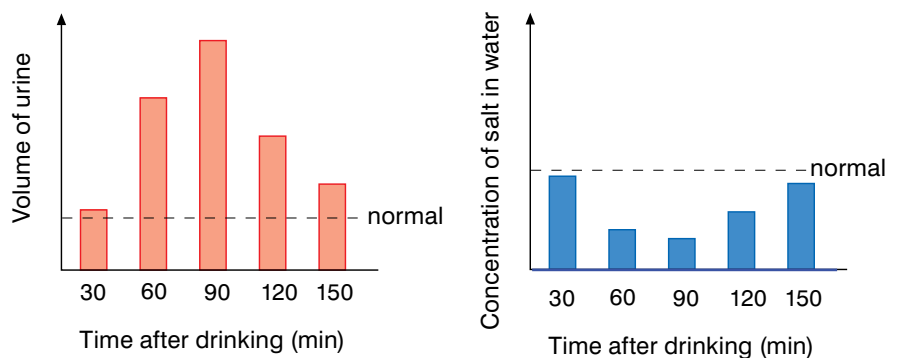 Volume of urine
normal
30 60 90 120 150
Time after drinking (min)
Concentration of salt in water
normal
30 60 90 120 150
Time after drinking (min)